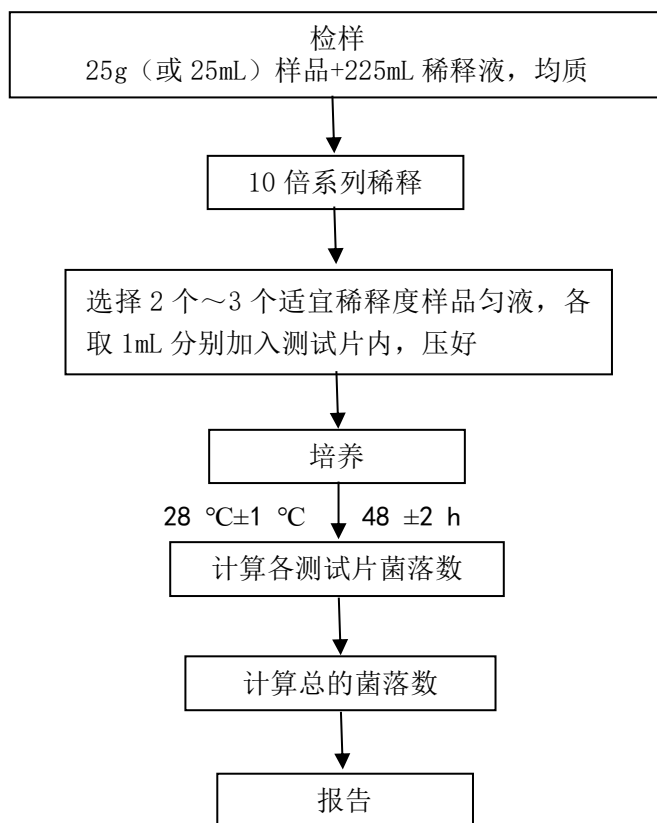 检样
25g（或 25mL）样品+225mL 稀释液，均质
10 倍系列稀释
选择 2 个～3 个适宜稀释度样品匀液，各
取 1mL 分别加入测试片内，压好
培养
28 ℃±1 ℃ 48 ±2 h
计算各测试片菌落数
计算总的菌落数
报告